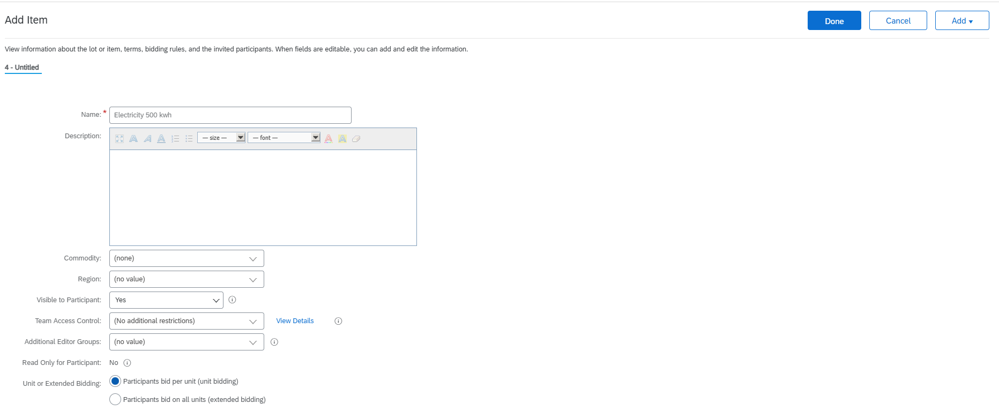 Add Item
Done
Cancel
Add
View information about the lot or item, terms, bidding rules, and the invited participants. When fields are editable, you can add and edit the information.
4 - Untitled
Name: * Electricity 500 kwh
Description:
— size —
— font —
Commodity: (none)
Region: (no value)
Visible to Participant: Yes
Team Access Control: (No additional restrictions) View Details
Additional Editor Groups: (no value)
Read Only for Participant: No
Unit or Extended Bidding: Participants bid per unit (unit bidding)
Participants bid on all units (extended bidding)